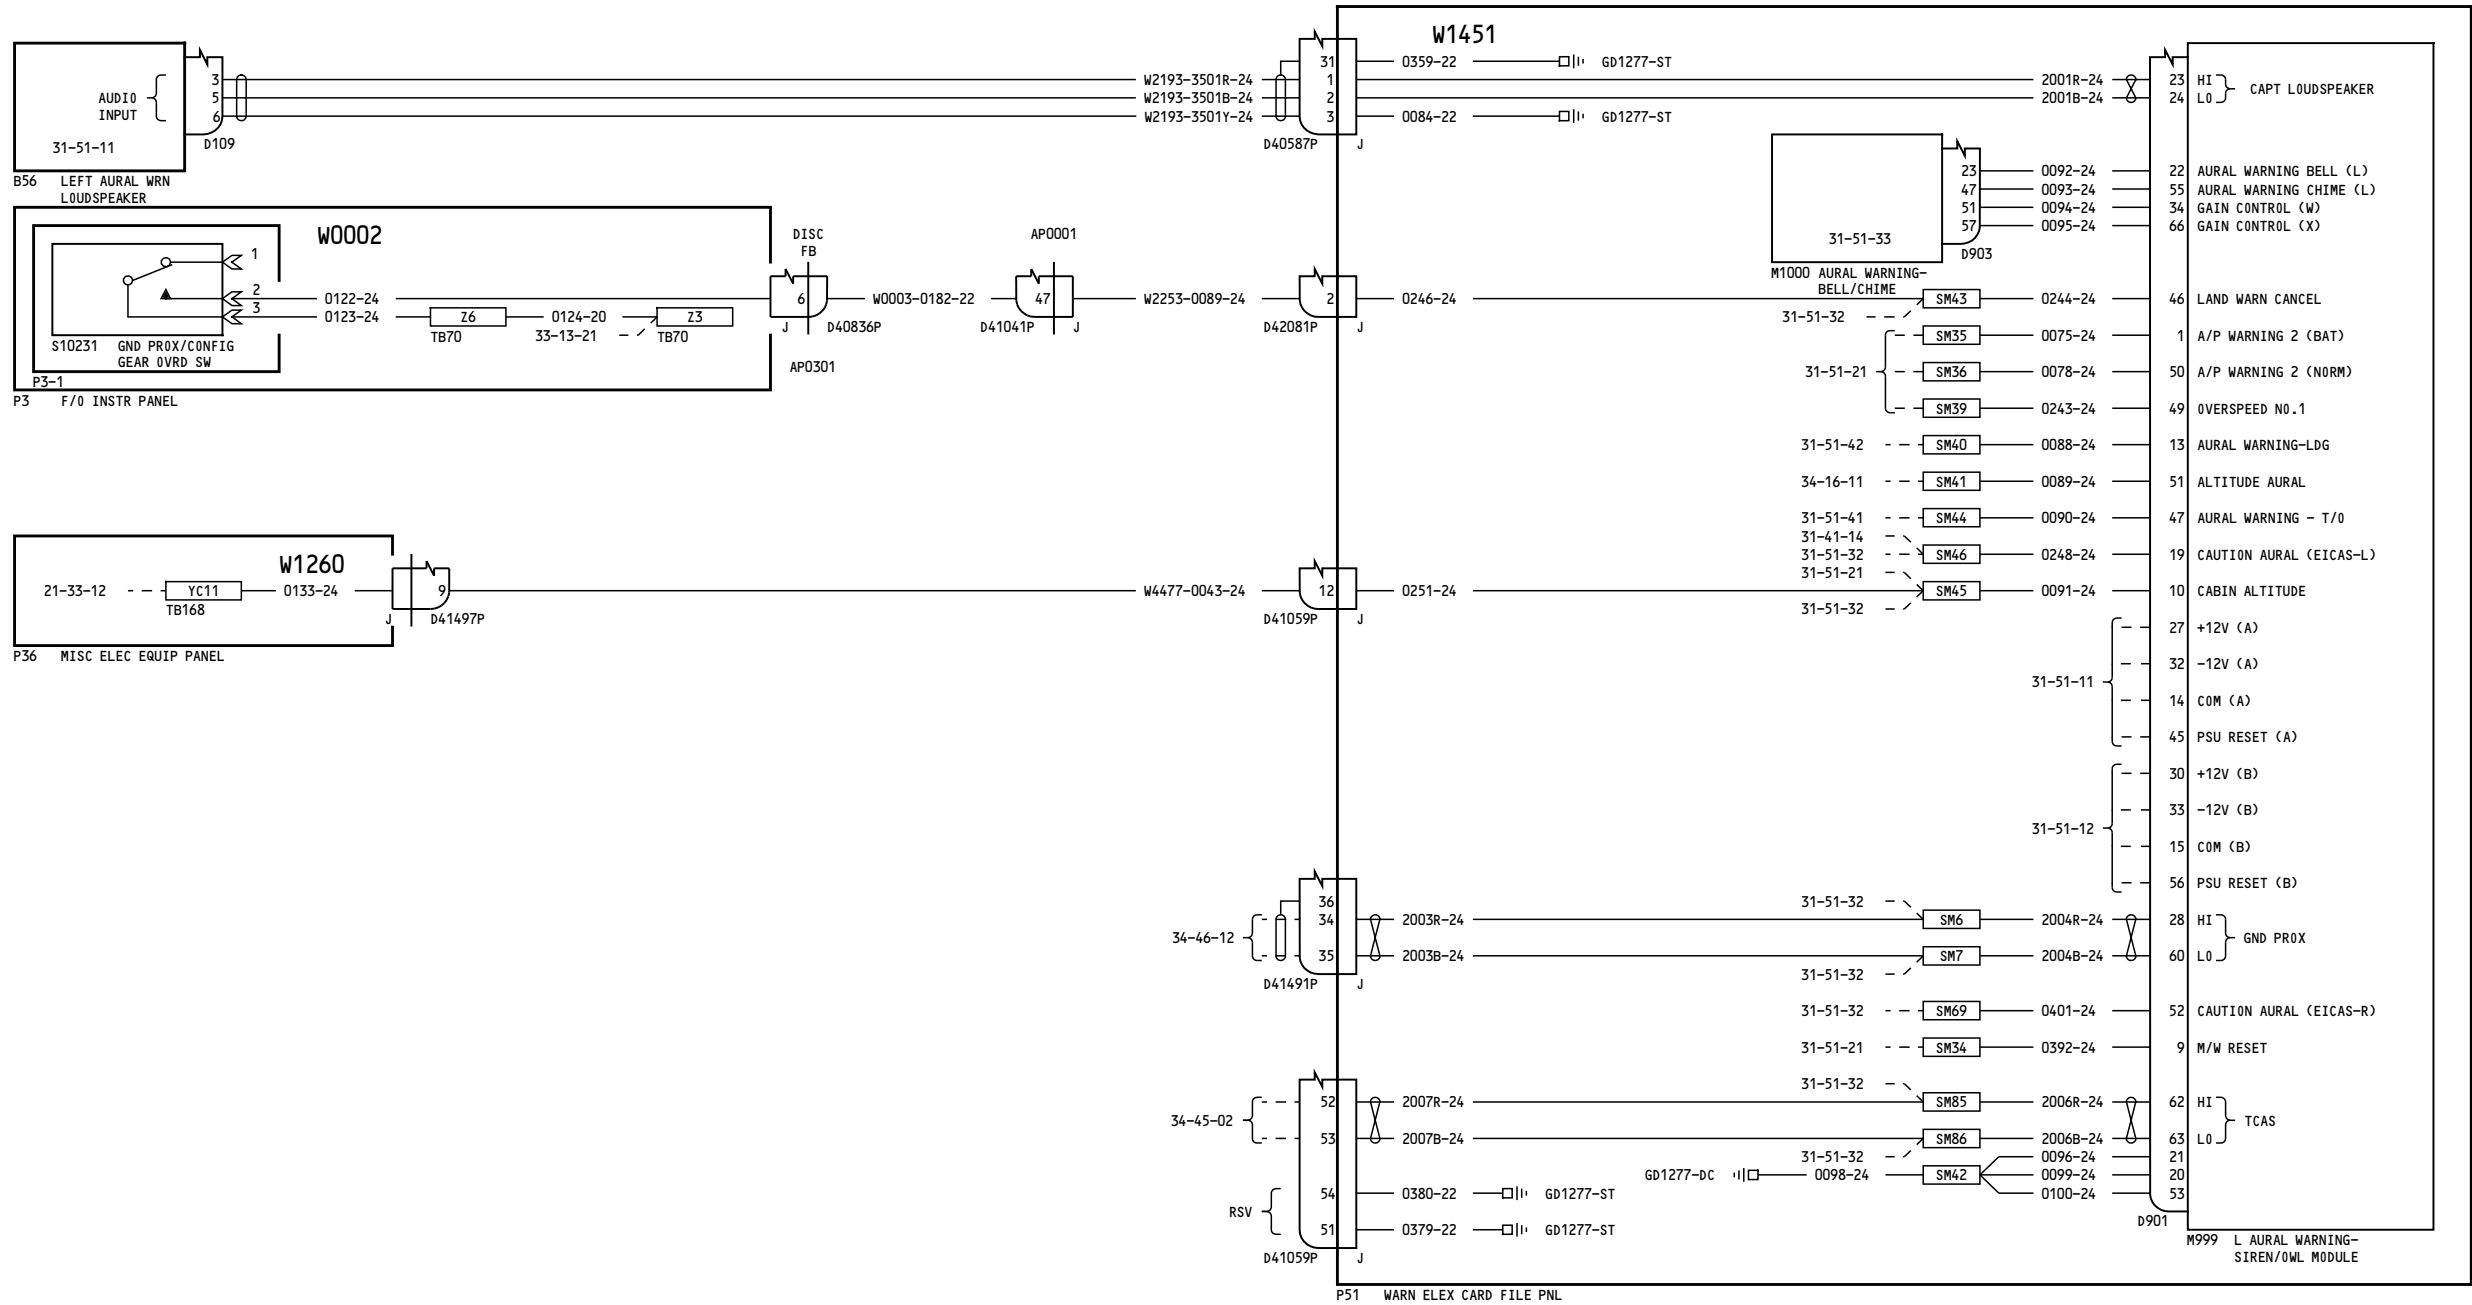 W1451
31 0359-22 GD1277-ST
AUDIO INPUT
3 W2193-3501R-24 1 2001R-24 23 HI
5 W2193-3501B-24 2 2001B-24 24 LO
CAPT LOUDSPEAKER
6 W2193-3501Y-24 3 0084-22 GD1277-ST
31-51-11 D109 D40587P J
B56 LEFT AURAL WRN
LOUDSPEAKER
23 0092-24 22 AURAL WARNING BELL (L)
47 0093-24 55 AURAL WARNING CHIME (L)
51 0094-24 34 GAIN CONTROL (W)
57 0095-24 66 GAIN CONTROL (X)
31-51-33 D903
M1000 AURAL WARNING-
BELL/CHIME
W0002 DISC FB AP0001
1
2 0122-24 6 W0003-0182-22 47 W2253-0089-24 2 0246-24 SM43 0244-24 46 LAND WARN CANCEL
3 0123-24 Z6 0124-20 Z3 J D40836P D41041P J D42081P J 31-51-32
TB70 33-13-21 TB70
S10231 GND PROX/CONFIG
GEAR OVRD SW
AP0301
P3-1
P3 F/O INSTR PANEL
SM35 0075-24 1 A/P WARNING 2 (BAT)
31-51-21 SM36 0078-24 50 A/P WARNING 2 (NORM)
SM39 0243-24 49 OVERSPEED NO.1
31-51-42 SM40 0088-24 13 AURAL WARNING-LDG
34-16-11 SM41 0089-24 51 ALTITUDE AURAL
31-51-41 SM44 0090-24 47 AURAL WARNING - T/O
31-41-14
31-51-32 SM46 0248-24 19 CAUTION AURAL (EICAS-L)
31-51-21
W1260
21-33-12 YC11 0133-24 9 W4477-0043-24 12 0251-24 SM45 0091-24 10 CABIN ALTITUDE
TB168 J D41497P D41059P J 31-51-32
P36 MISC ELEC EQUIP PANEL
27 +12V (A)
32 -12V (A)
31-51-11
14 COM (A)
45 PSU RESET (A)
30 +12V (B)
33 -12V (B)
31-51-12
15 COM (B)
56 PSU RESET (B)
36 31-51-32
34 2003R-24 SM6 2004R-24 28 HI
34-46-12 GND PROX
35 2003B-24 SM7 2004B-24 60 LO
D41491P J 31-51-32
31-51-32 SM69 0401-24 52 CAUTION AURAL (EICAS-R)
31-51-21 SM34 0392-24 9 M/W RESET
31-51-32
52 2007R-24 SM85 2006R-24 62 HI
34-45-02 TCAS
53 2007B-24 SM86 2006B-24 63 LO
31-51-32 0096-24 21
GD1277-DC 0098-24 SM42 0099-24 20
54 0380-22 GD1277-ST 0100-24 53
RSV
51 0379-22 GD1277-ST
D901
D41059P J
M999 L AURAL WARNING-
SIREN/OWL MODULE
P51 WARN ELEX CARD FILE PNL